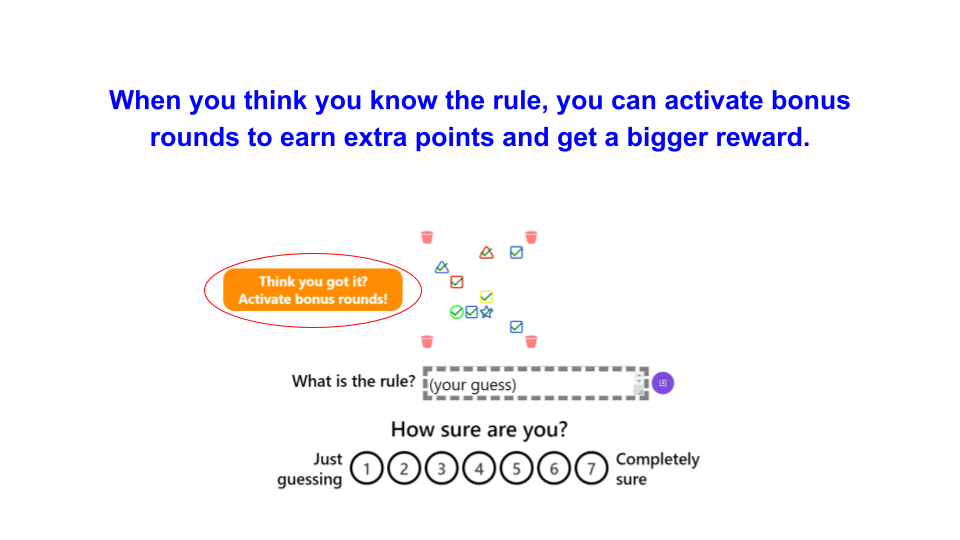 When you think you know the rule, you can activate bonus
rounds to earn extra points and get a bigger reward.
Think you got it?
Activate bonus rounds!
What is the rule? (your guess)
How sure are you?
Just guessing 1 2 3 4 5 6 7 Completely sure